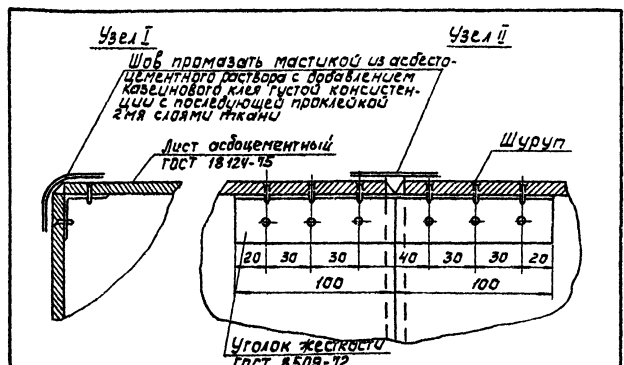 Узел I
Узел II
Шов промазать мастикой из асбесто-
цементного раствора с добавлением
казеинового клея густой консистен-
ции с последующей проклейкой
2мя слоями ткани
Лист асбоцементный
ГОСТ 18124-75
Шуруп
20 30 30 40 30 30 20
100 100
Уголок жесткости
ГОСТ 8509-72